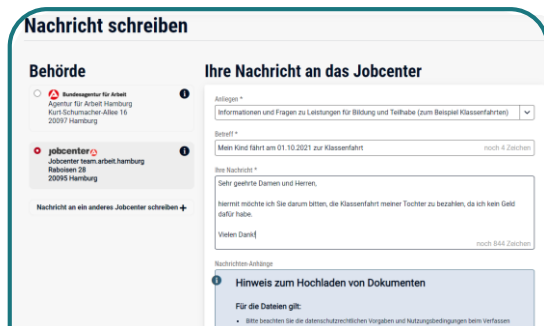 Nachricht schreiben
Behörde
Bundesagentur für Arbeit
Agentur für Arbeit Hamburg
Kurt-Schumacher-Allee 16
20097 Hamburg
jobcenter
Jobcenter team.arbeit.hamburg
Raboisen 28
20095 Hamburg
Nachricht an ein anderes Jobcenter schreiben +
Ihre Nachricht an das Jobcenter
Anliegen *
Informationen und Fragen zu Leistungen für Bildung und Teilhabe (zum Beispiel Klassenfahrten)
Betreff *
Mein Kind fährt am 01.10.2021 zur Klassenfahrt
noch 4 Zeichen
Ihre Nachricht *
Sehr geehrte Damen und Herren,
hiermit möchte ich Sie darum bitten, die Klassenfahrt meiner Tochter zu bezahlen, da ich kein Geld
dafür habe.
Vielen Dank!
noch 844 Zeichen
Nachrichten-Anhänge
Hinweis zum Hochladen von Dokumenten
Für die Dateien gilt:
• Bitte beachten Sie die datenschutzrechtlichen Vorgaben und Nutzungsbedingungen beim Verfassen